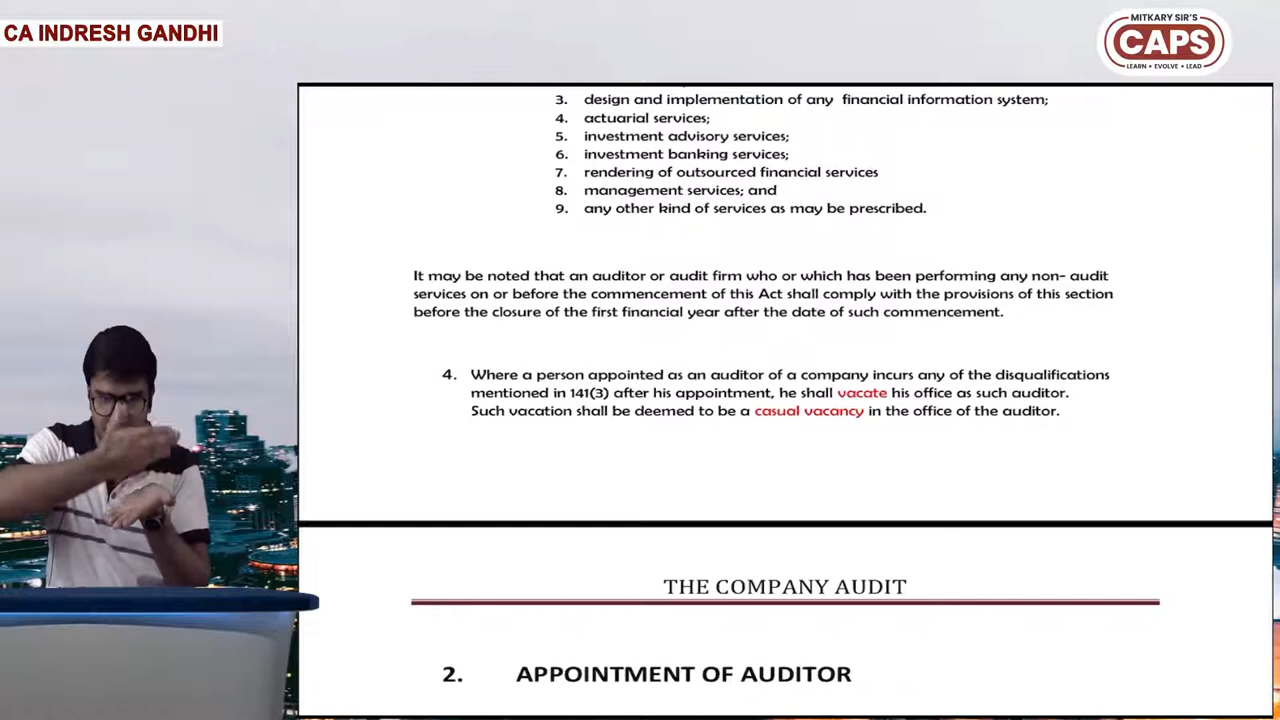 CA INDRESH GANDHI
MITKARY SIR'S
CAPS
LEARN • EVOLVE • LEAD
3. design and implementation of any financial information system;
4. actuarial services;
5. investment advisory services;
6. investment banking services;
7. rendering of outsourced financial services
8. management services; and
9. any other kind of services as may be prescribed.
It may be noted that an auditor or audit firm who or which has been performing any non- audit
services on or before the commencement of this Act shall comply with the provisions of this section
before the closure of the first financial year after the date of such commencement.
4. Where a person appointed as an auditor of a company incurs any of the disqualifications
mentioned in 141(3) after his appointment, he shall vacate his office as such auditor.
Such vacation shall be deemed to be a casual vacancy in the office of the auditor.
THE COMPANY AUDIT
2. APPOINTMENT OF AUDITOR